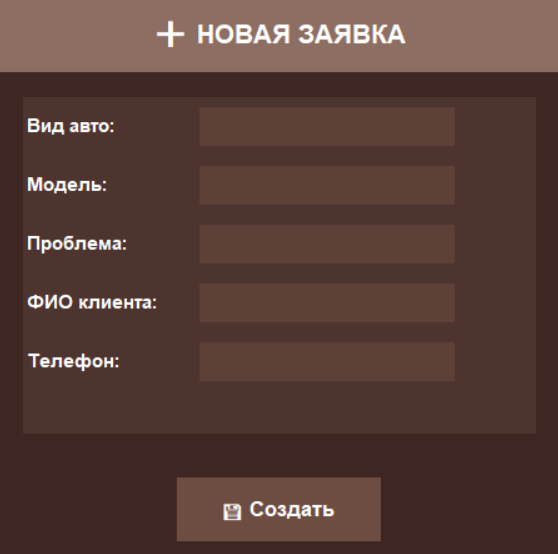 + НОВАЯ ЗАЯВКА
Вид авто:
Модель:
Проблема:
ФИО клиента:
Телефон:
Создать